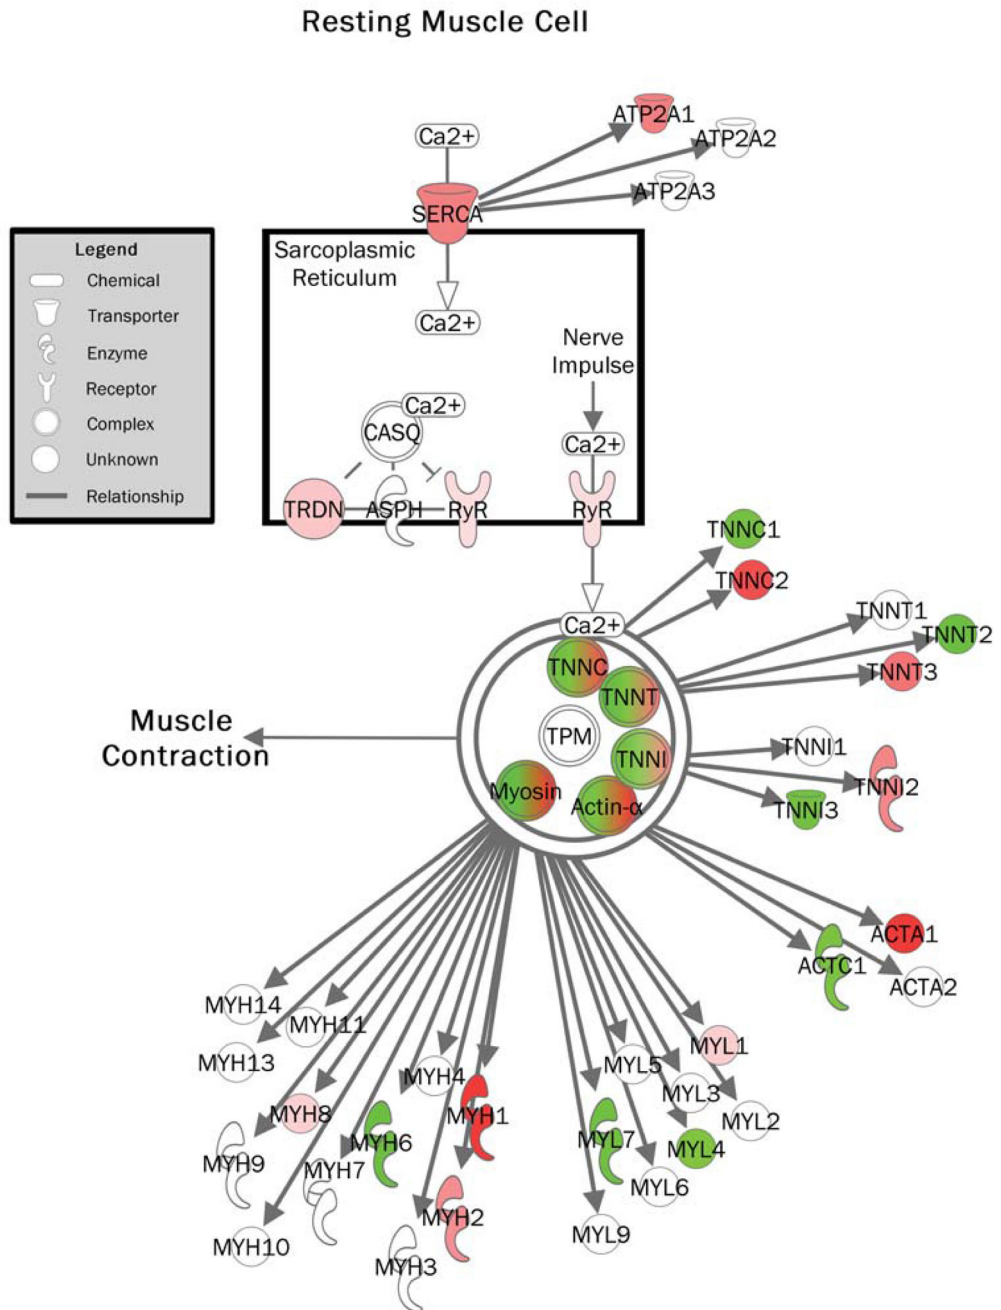 Resting Muscle Cell
Ca2+
ATP2A1
ATP2A2
ATP2A3
SERCA
Legend
Chemical
Transporter
Enzyme
Receptor
Complex
Unknown
Relationship
Sarcoplasmic
Reticulum
Ca2+
Nerve
Impulse
Ca2+
CASQ
Ca2+
TRDN
ASPH
RyR
RyR
TNNC1
TNNC2
Ca2+
TNNT1
TNNT2
TNNT3
TNNC
TNNT
TPM
TNNI
Myosin
Actin-α
Muscle
Contraction
TNNI1
TNNI2
TNNI3
ACTA1
ACTC1
ACTA2
MYH14
MYH11
MYH13
MYH4
MYH8
MYH1
MYH6
MYH9
MYH7
MYH2
MYH10
MYH3
MYL1
MYL5
MYL3
MYL2
MYL7
MYL4
MYL6
MYL9